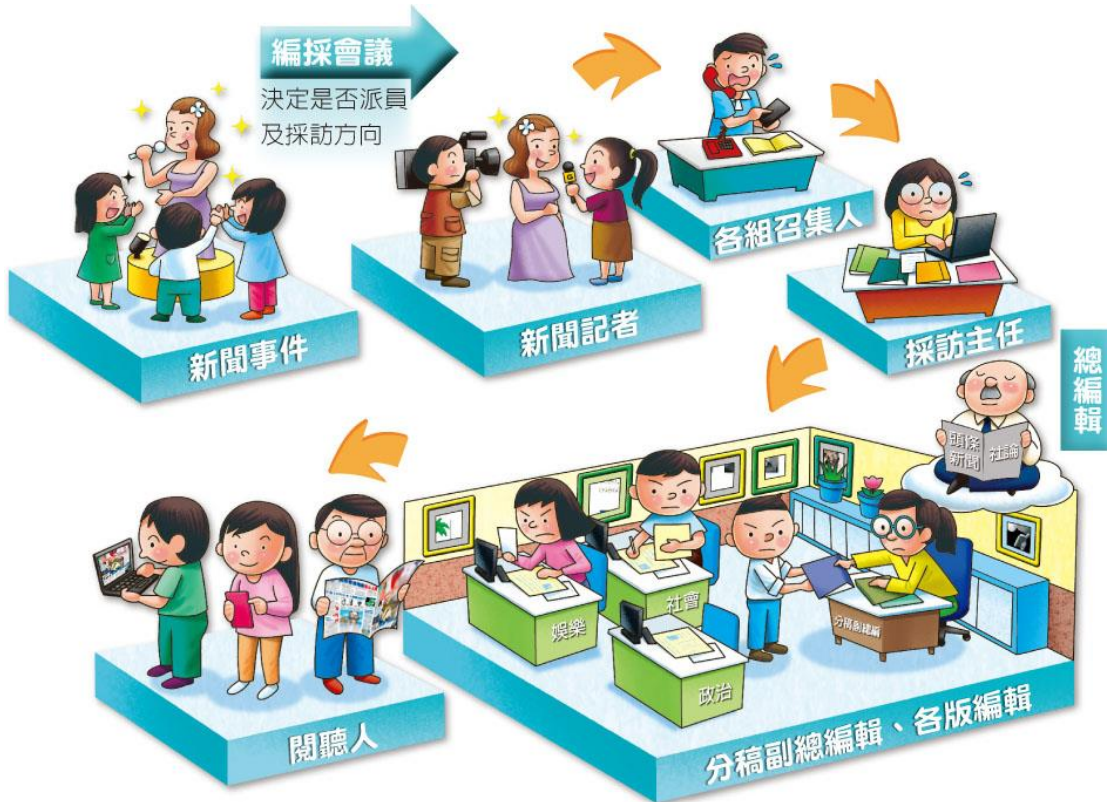 編採會議
決定是否派員
及採訪方向
新聞事件
新聞記者
各組召集人
採訪主任
總編輯
頭條
新聞
社論
娛樂
社會
政治
分稿副總編
分稿副總編輯、各版編輯
閱聽人